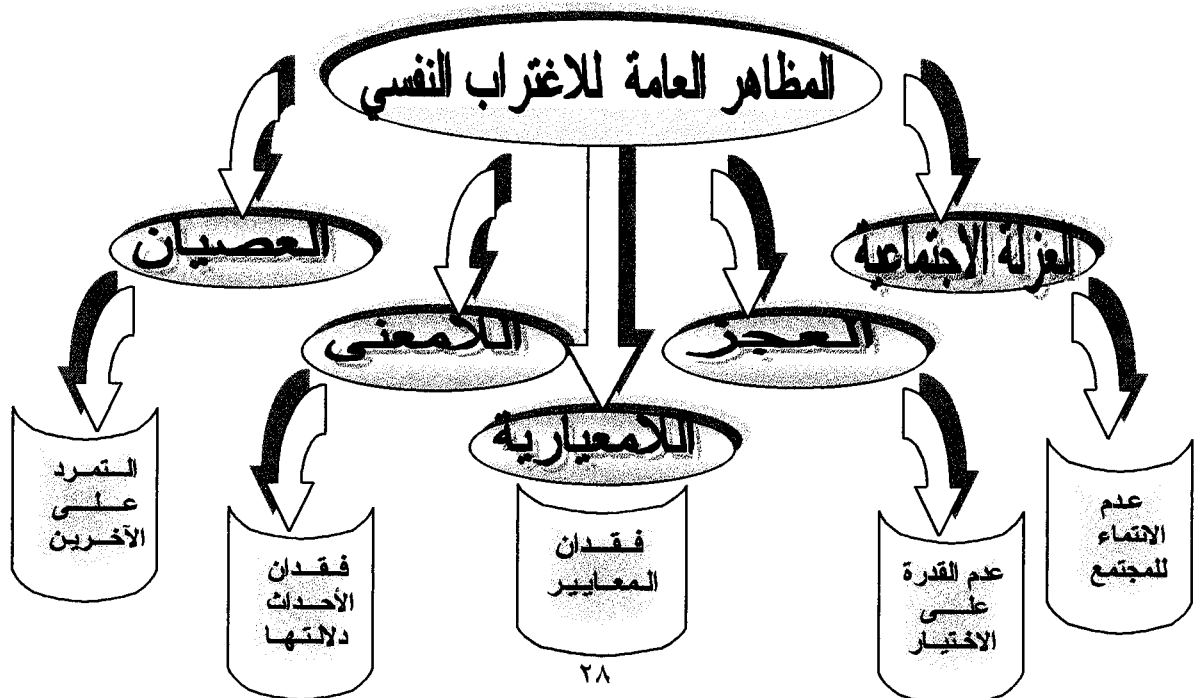 المظاهر العامة للاغتراب النفسي
العزلة الاجتماعية
العجز
اللامعيارية
اللامعنى
العصيان
عدم
الانتماء
للمجتمع
عدم القدرة
على
الاختيار
فقدان
المعايير
فقدان
الأحداث
دلالتها
التمرد
على
الآخرين
٢٨